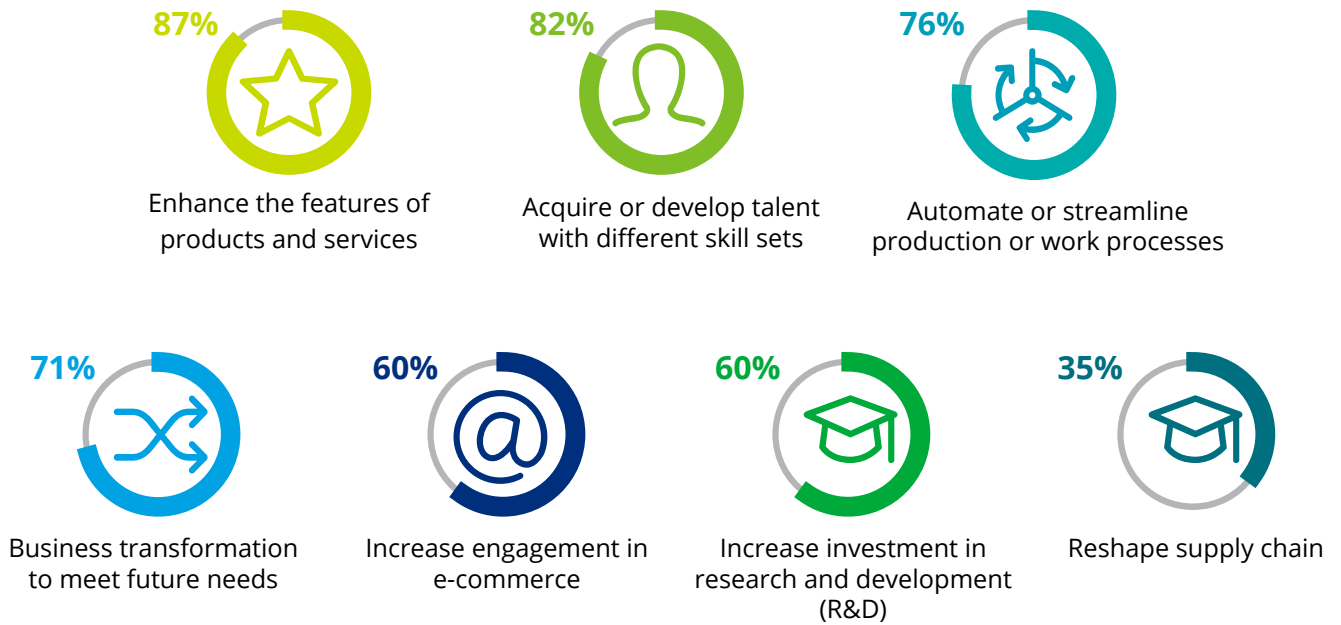 87%
82%
76%
Enhance the features of
products and services
Acquire or develop talent
with different skill sets
Automate or streamline
production or work processes
71%
60%
60%
35%
Business transformation
to meet future needs
Increase engagement in
e-commerce
Increase investment in
research and development
(R&D)
Reshape supply chain